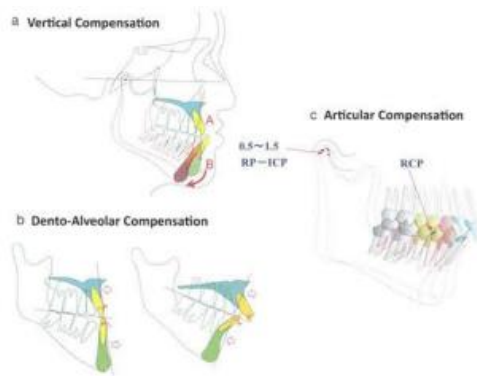 a Vertical Compensation
A
B
c Articular Compensation
0.5～1.5
RP－ICP
RCP
b Dento-Alveolar Compensation